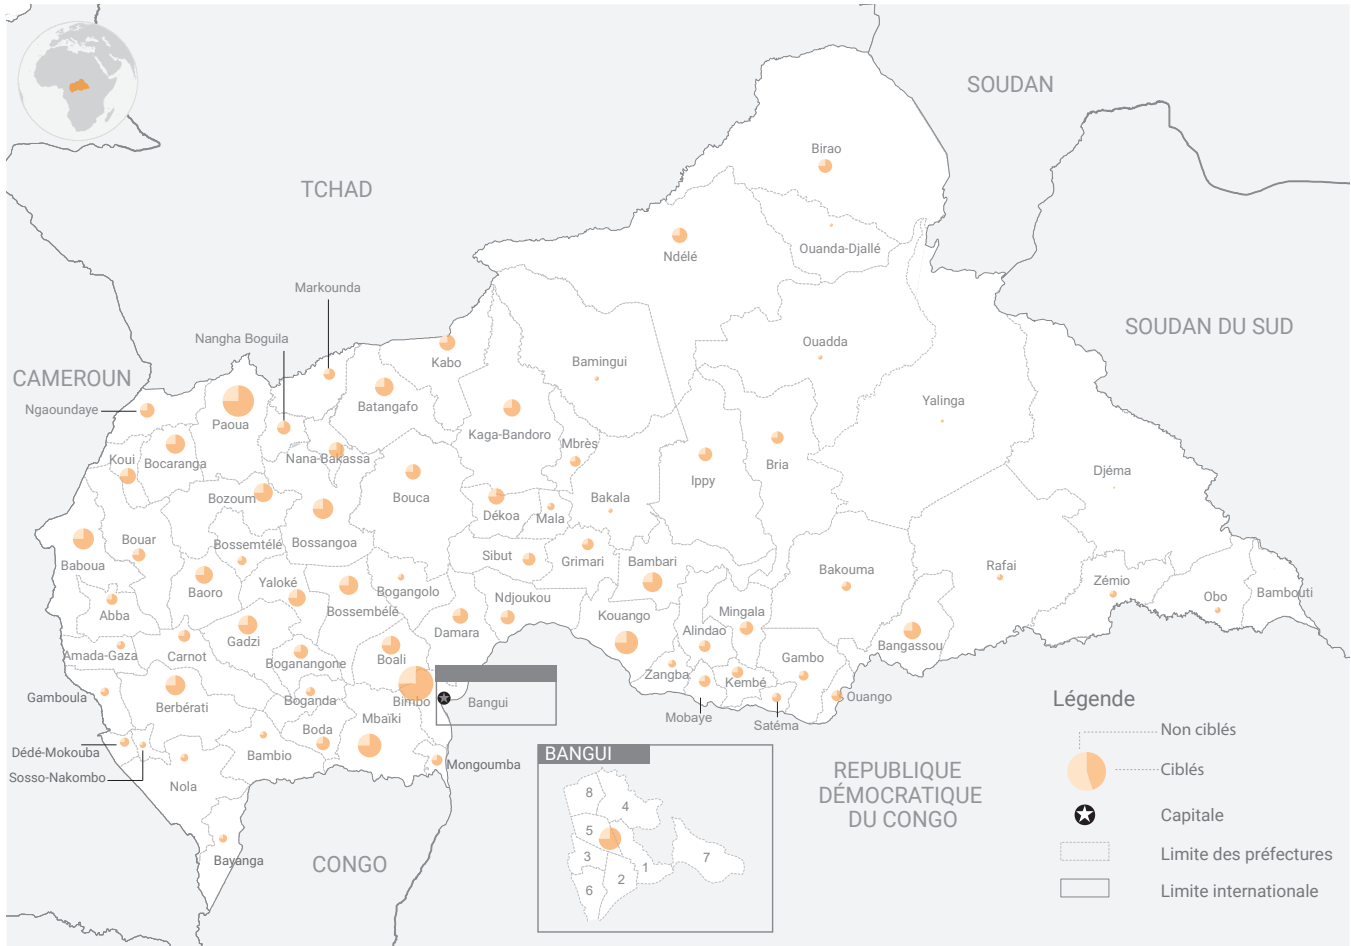 SOUDAN
Birao
TCHAD
Ouanda-Djallé
Ndélé
Markounda
SOUDAN DU SUD
Nangha Boguila
Ouadda
Kabo
Bamingui
CAMEROUN
Yalinga
Ngaoundaye
Batangafo
Paoua
Kaga-Bandoro
Mbrès
Koui
Bocaranga
Nana-Bakassa
Bria
Djéma
Ippy
Bozoum
Bouca
Bakala
Dékoa
Mala
Bouar
Bossemtélé
Bossangoa
Sibut
Grimari
Bambari
Baboua
Rafai
Bakouma
Zémio
Yaloké
Baoro
Bogangolo
Bambouti
Obo
Ndjoukou
Bossembélé
Abba
Kouango
Mingala
Damara
Alindao
Gadzi
Bangassou
Amada-Gaza
Carnot
Boganangone
Boali
Gambo
Zangba
Kembé
Gamboula
Boganda
Bimbo
Bangui
Ouango
Légende
Berbérati
Mbaïki
Mobaye
Satéma
Boda
Non ciblés
Dédé-Mokouba
Bambio
BANGUI
Mongoumba
Ciblés
Sosso-Nakombo
Nola
REPUBLIQUE
DÉMOCRATIQUE
DU CONGO
8
4
Capitale
5
3
7
1
2
6
Limite des préfectures
Bayanga
CONGO
Limite internationale